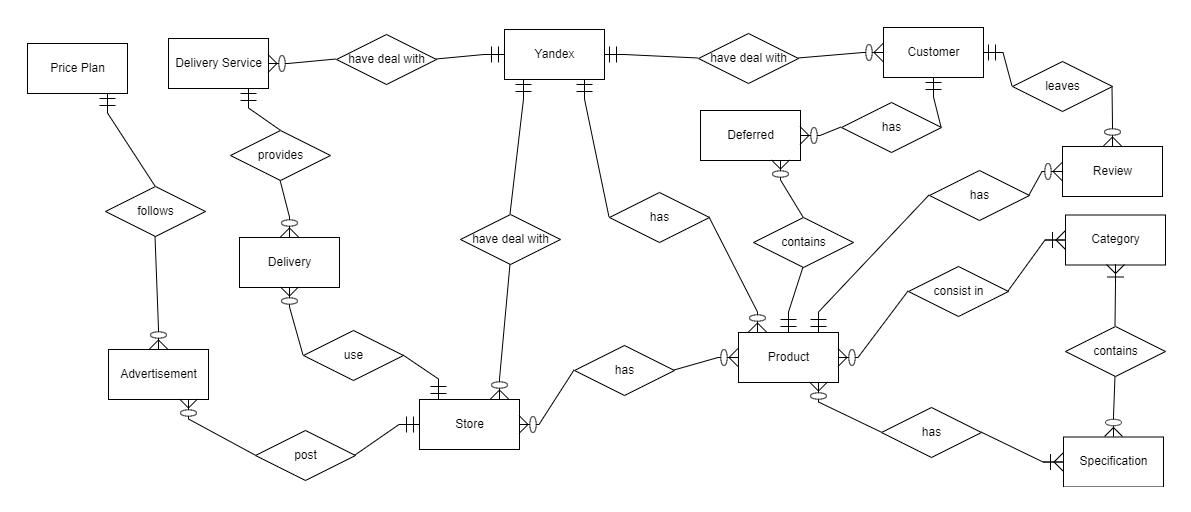 Price Plan
Delivery Service
have deal with
Yandex
have deal with
Customer
leaves
Deferred
has
provides
Review
has
follows
has
have deal with
contains
Category
Delivery
consist in
use
has
Product
contains
Advertisement
Store
has
post
Specification